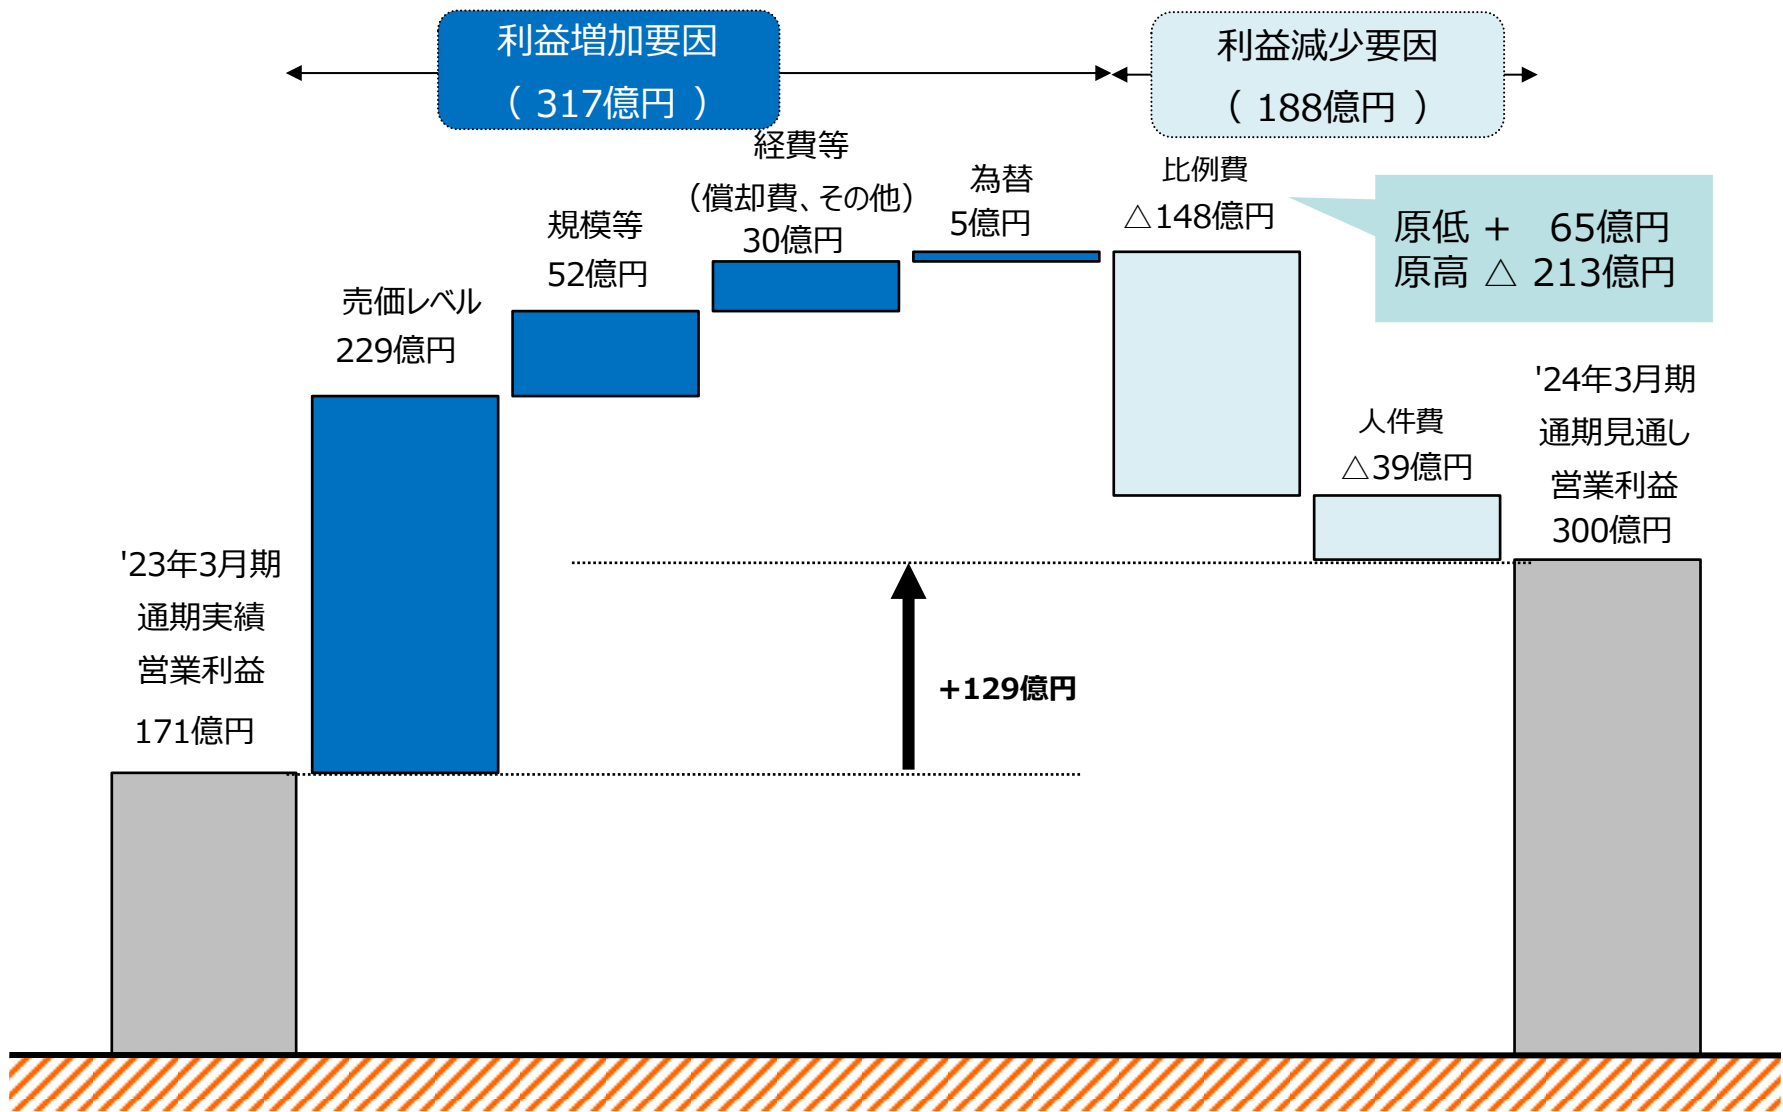 利益増加要因
（ 317億円 ）
利益減少要因
（ 188億円 ）
'23年3月期
通期実績
営業利益
171億円
売価レベル
229億円
規模等
52億円
経費等
（償却費、その他）
30億円
為替
5億円
比例費
△148億円
原低 +　65億円
原高 △ 213億円
人件費
△39億円
'24年3月期
通期見通し
営業利益
300億円
+129億円